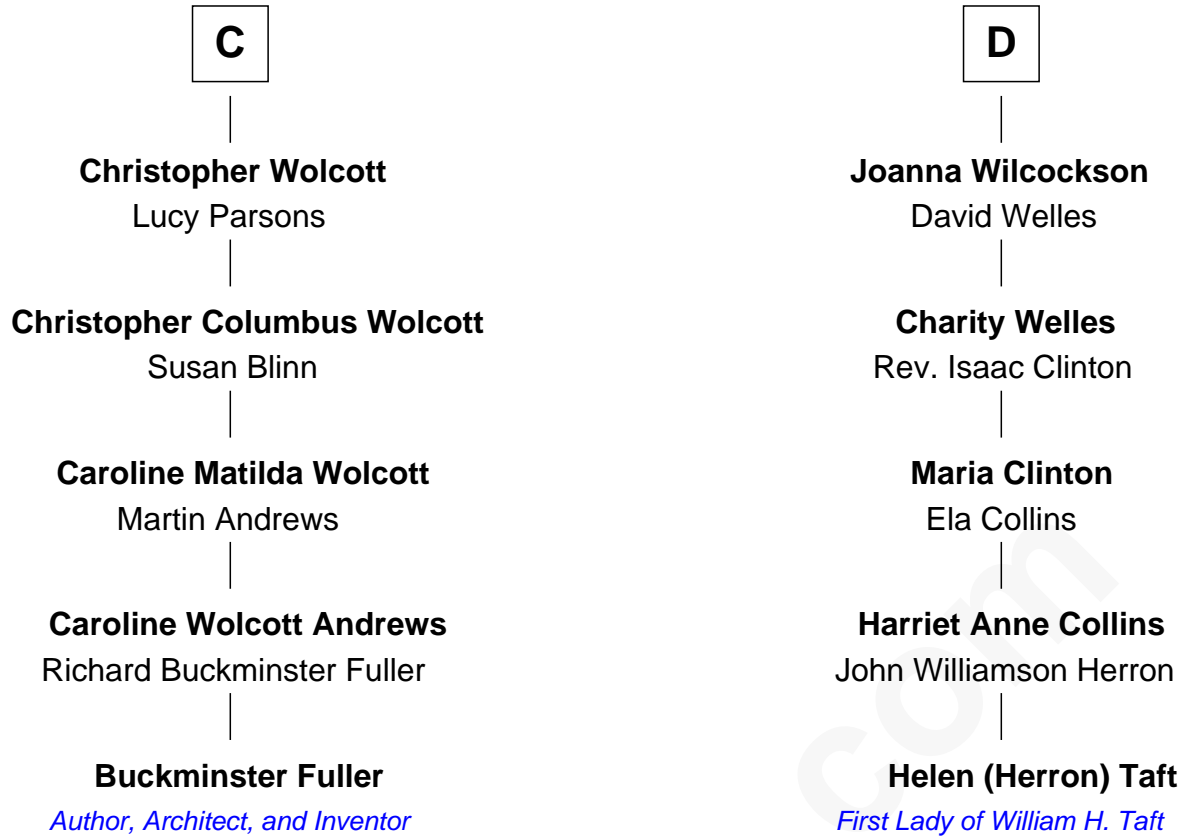 C
Christopher Wolcott
Lucy Parsons
Christopher Columbus Wolcott
Susan Blinn
Caroline Matilda Wolcott
Martin Andrews
Caroline Wolcott Andrews
Richard Buckminster Fuller
Buckminster Fuller
Author, Architect, and Inventor
D
Joanna Wilcockson
David Welles
Charity Welles
Rev. Isaac Clinton
Maria Clinton
Ela Collins
Harriet Anne Collins
John Williamson Herron
Helen (Herron) Taft
First Lady of William H. Taft
com